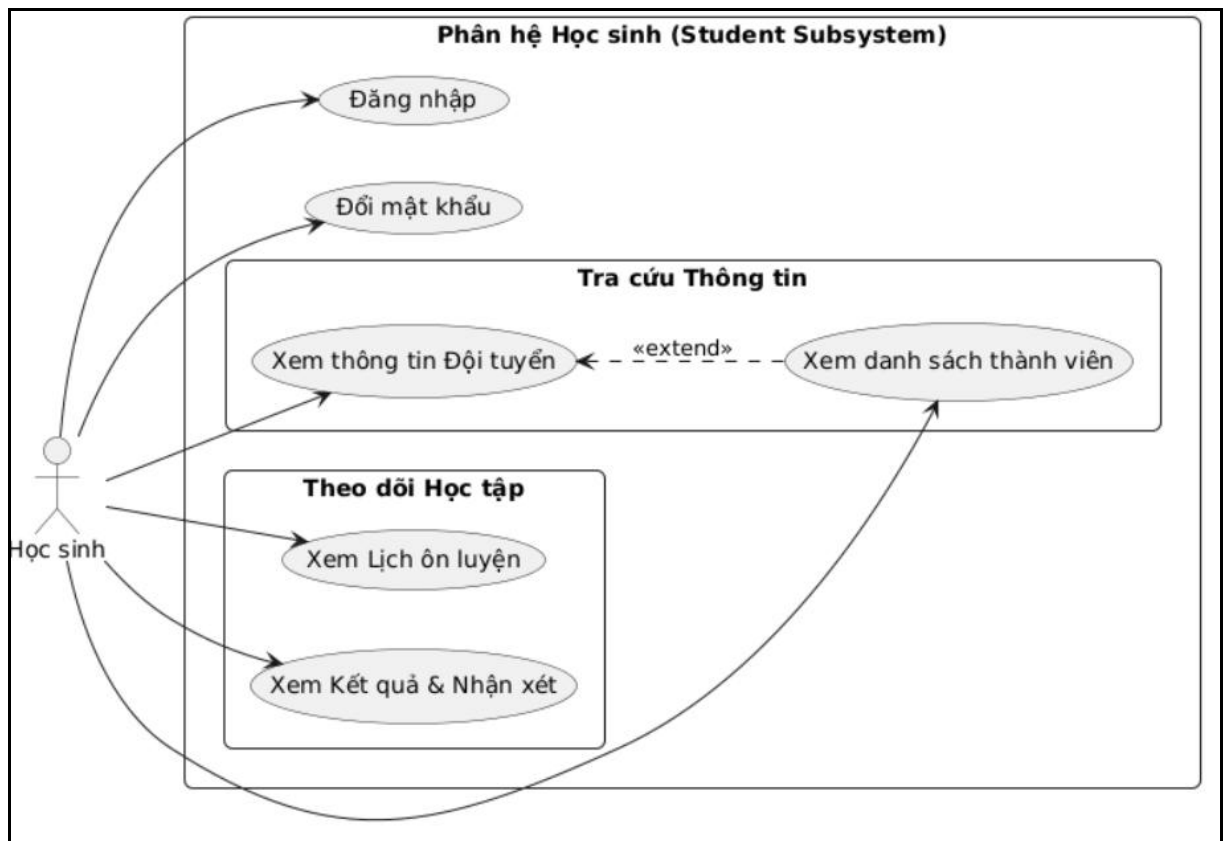 Phân hệ Học sinh (Student Subsystem)
Đăng nhập
Đổi mật khẩu
Tra cứu Thông tin
Xem thông tin Đội tuyển
«extend»
Xem danh sách thành viên
Theo dõi Học tập
Học sinh
Xem Lịch ôn luyện
Xem Kết quả & Nhận xét